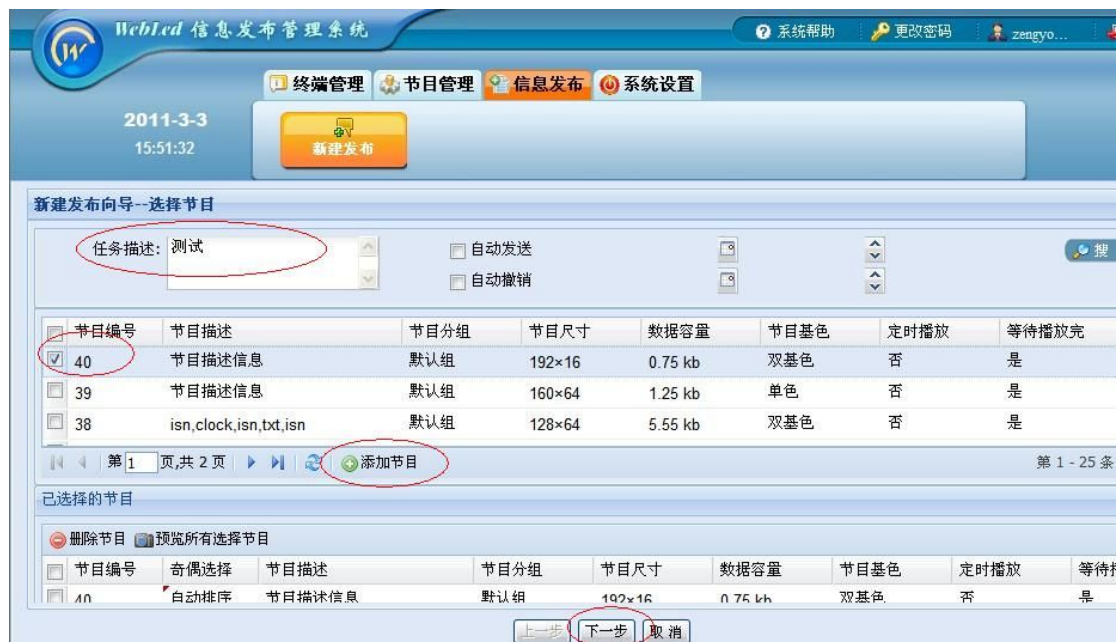 WebLed 信息发布管理系统
系统帮助 更改密码 zengyo...
终端管理 节目管理 信息发布 系统设置
2011-3-3
15:51:32
新建发布
新建发布向导--选择节目
任务描述: 测试 自动发送 搜
自动撤销
节目编号 节目描述 节目分组 节目尺寸 数据容量 节目基色 定时播放 等待播放完
40 节目描述信息 默认组 192×16 0.75 kb 双基色 否 是
39 节目描述信息 默认组 160×64 1.25 kb 单色 否 是
38 isn,clock,isn,txt,isn 默认组 128×64 5.55 kb 双基色 否 是
第 1 页,共 2 页 添加节目 第 1 - 25 条
已选择的节目
删除节目 预览所有选择节目
节目编号 奇偶选择 节目描述 节目分组 节目尺寸 数据容量 节目基色 定时播放 等待
40 自动排序 节目描述信息 默认组 192×16 0.75 kb 双基色 否 是
上一步 下一步 取消